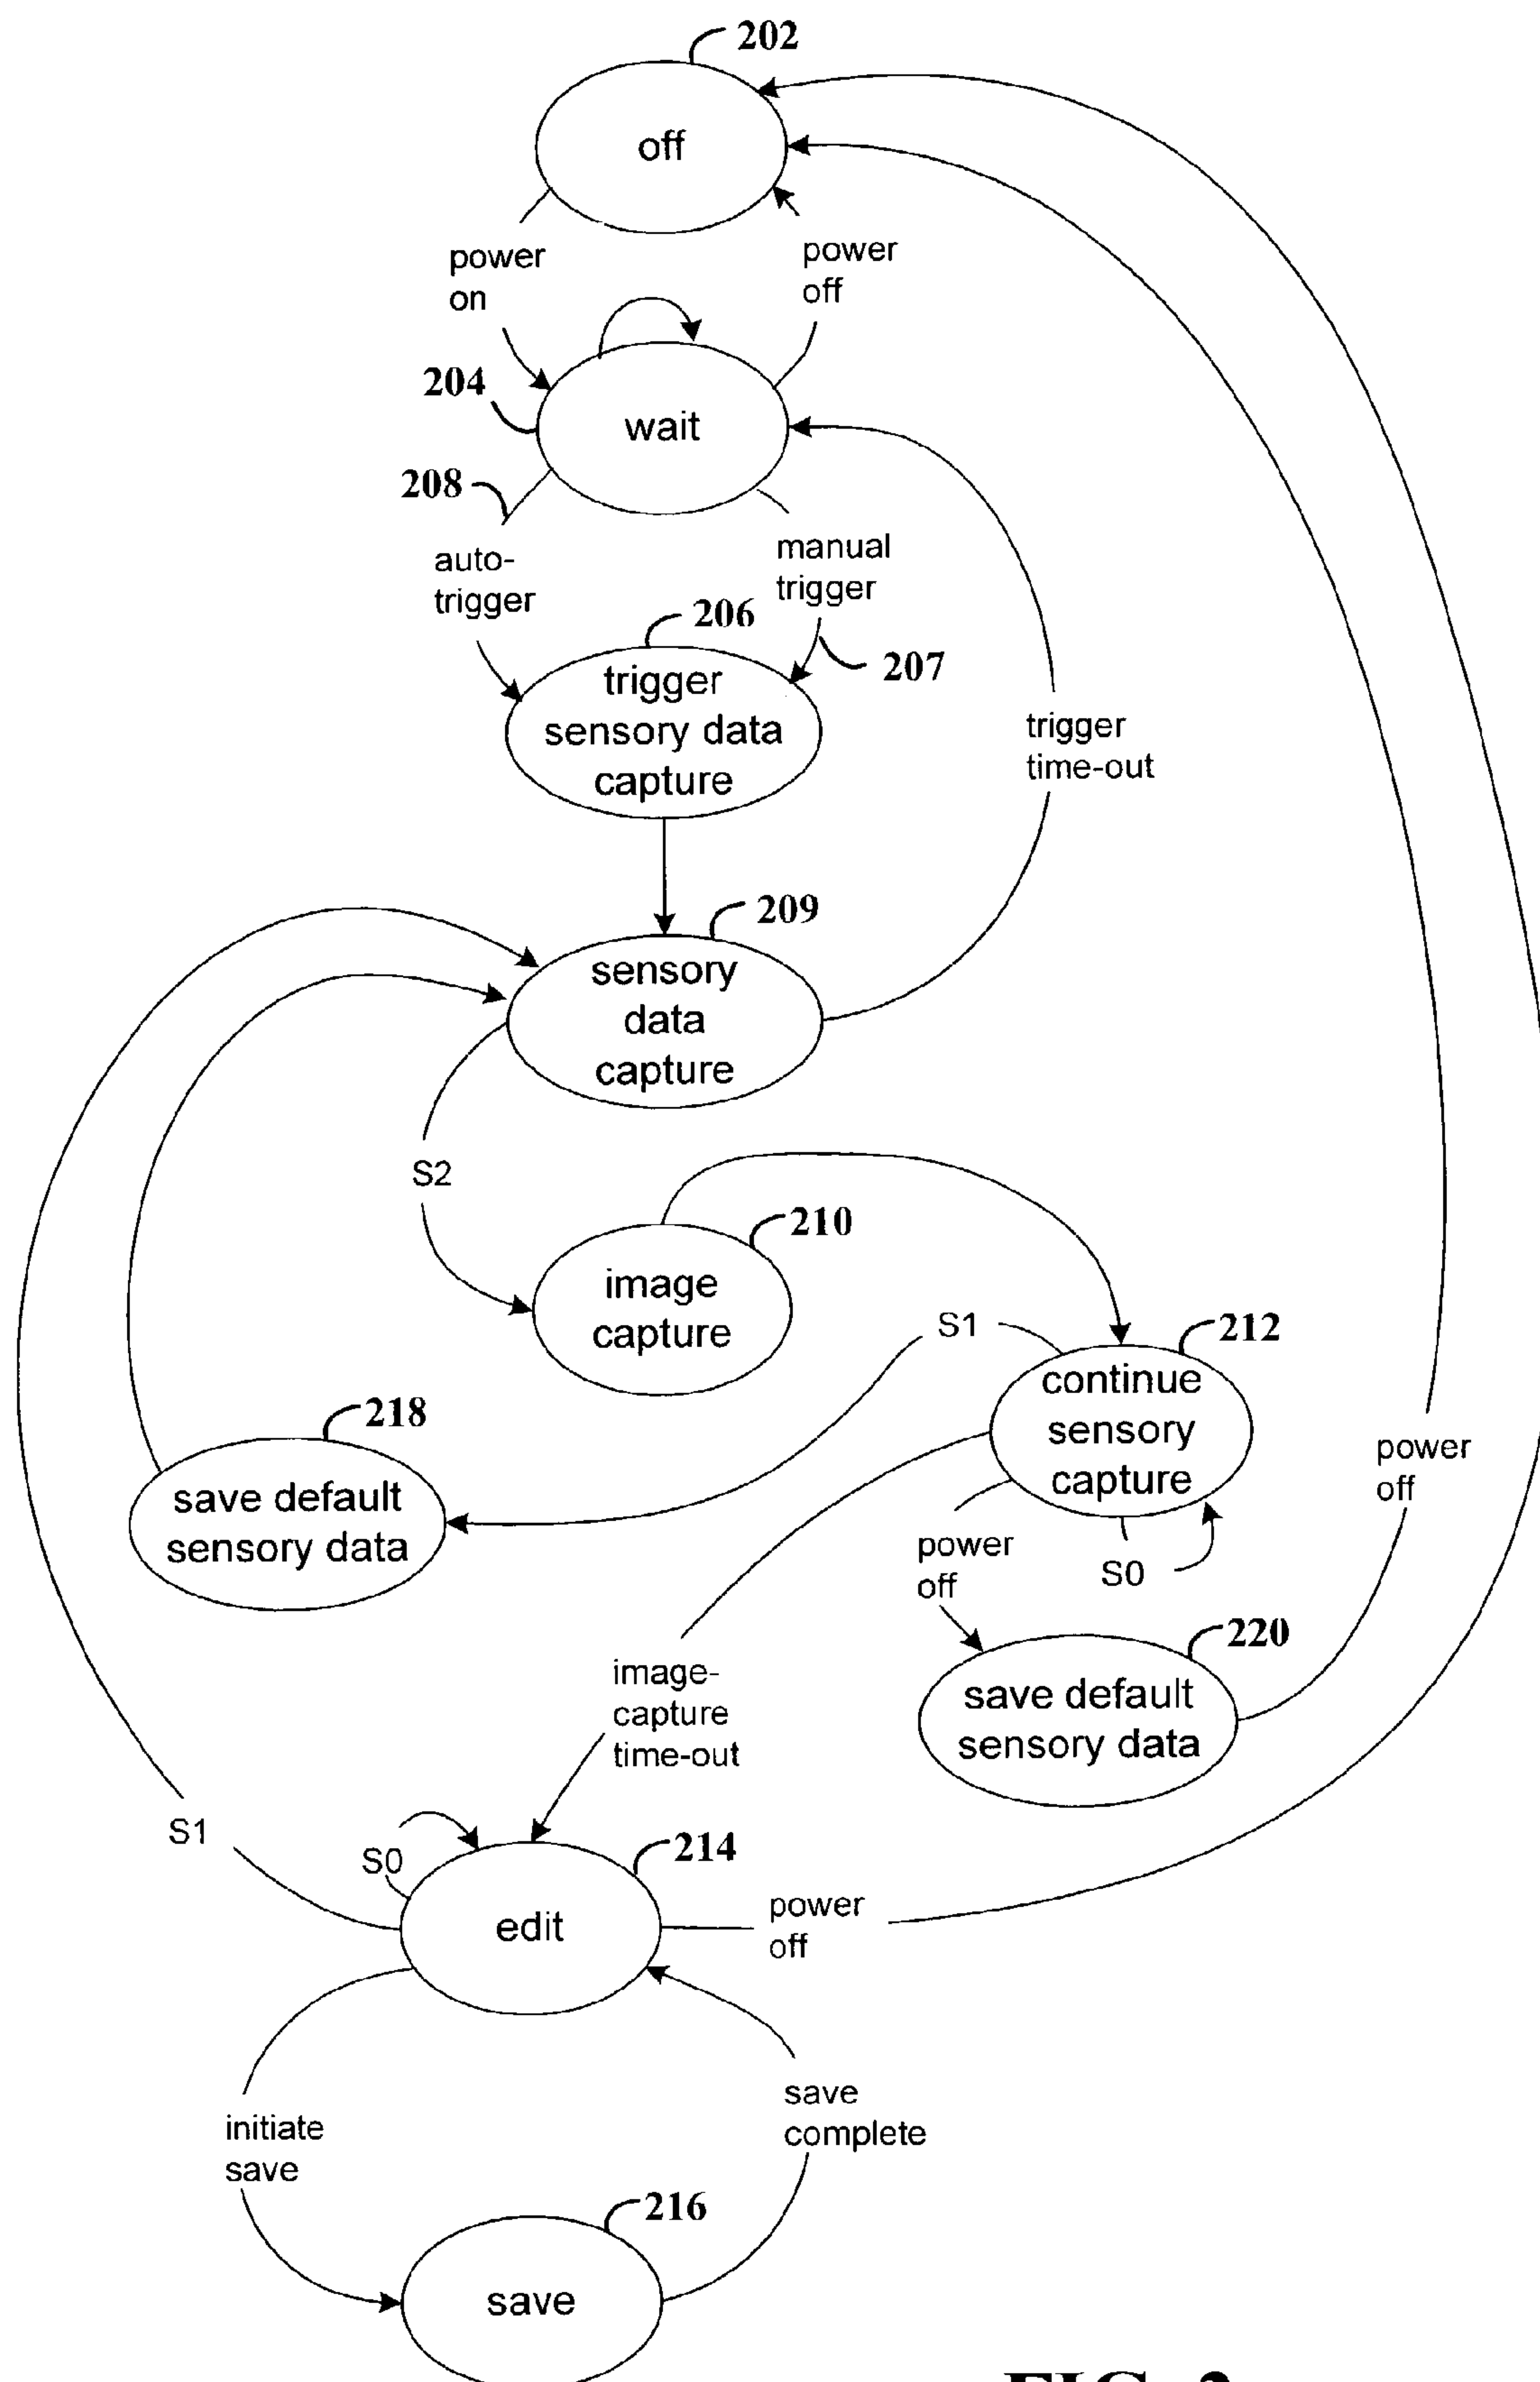 202
off
power
on
power
off
204
wait
208
auto-
trigger
manual
trigger
206
207
trigger
sensory data
capture
trigger
time-out
209
sensory
data
capture
S2
210
image
capture
S1
212
continue
sensory
capture
218
save default
sensory data
power
off
power
off
S0
220
save default
sensory data
image-
capture
time-out
S1
S0
214
edit
power
off
initiate
save
save
complete
216
save